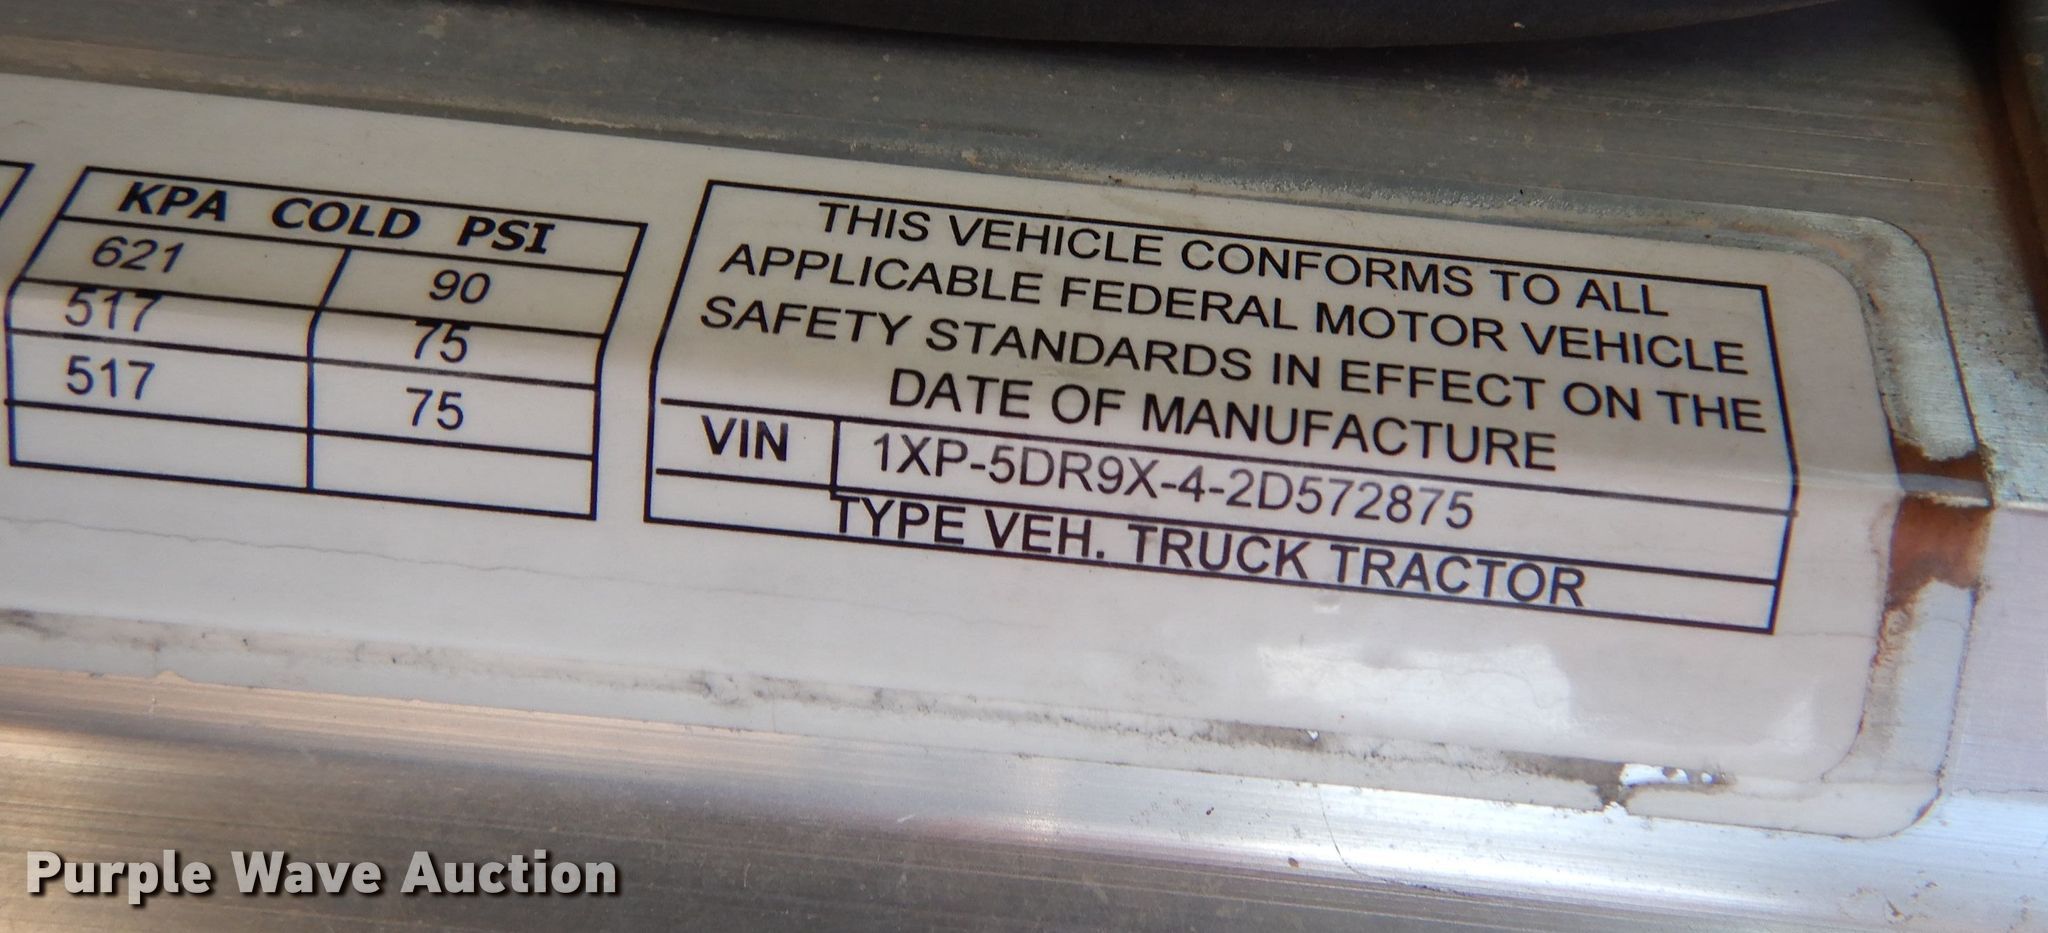 KPA COLD PSI
621 90
517 75
517 75
THIS VEHICLE CONFORMS TO ALL
APPLICABLE FEDERAL MOTOR VEHICLE
SAFETY STANDARDS IN EFFECT ON THE
DATE OF MANUFACTURE
VIN 1XP-5DR9X-4-2D572875
TYPE VEH. TRUCK TRACTOR
Purple Wave Auction